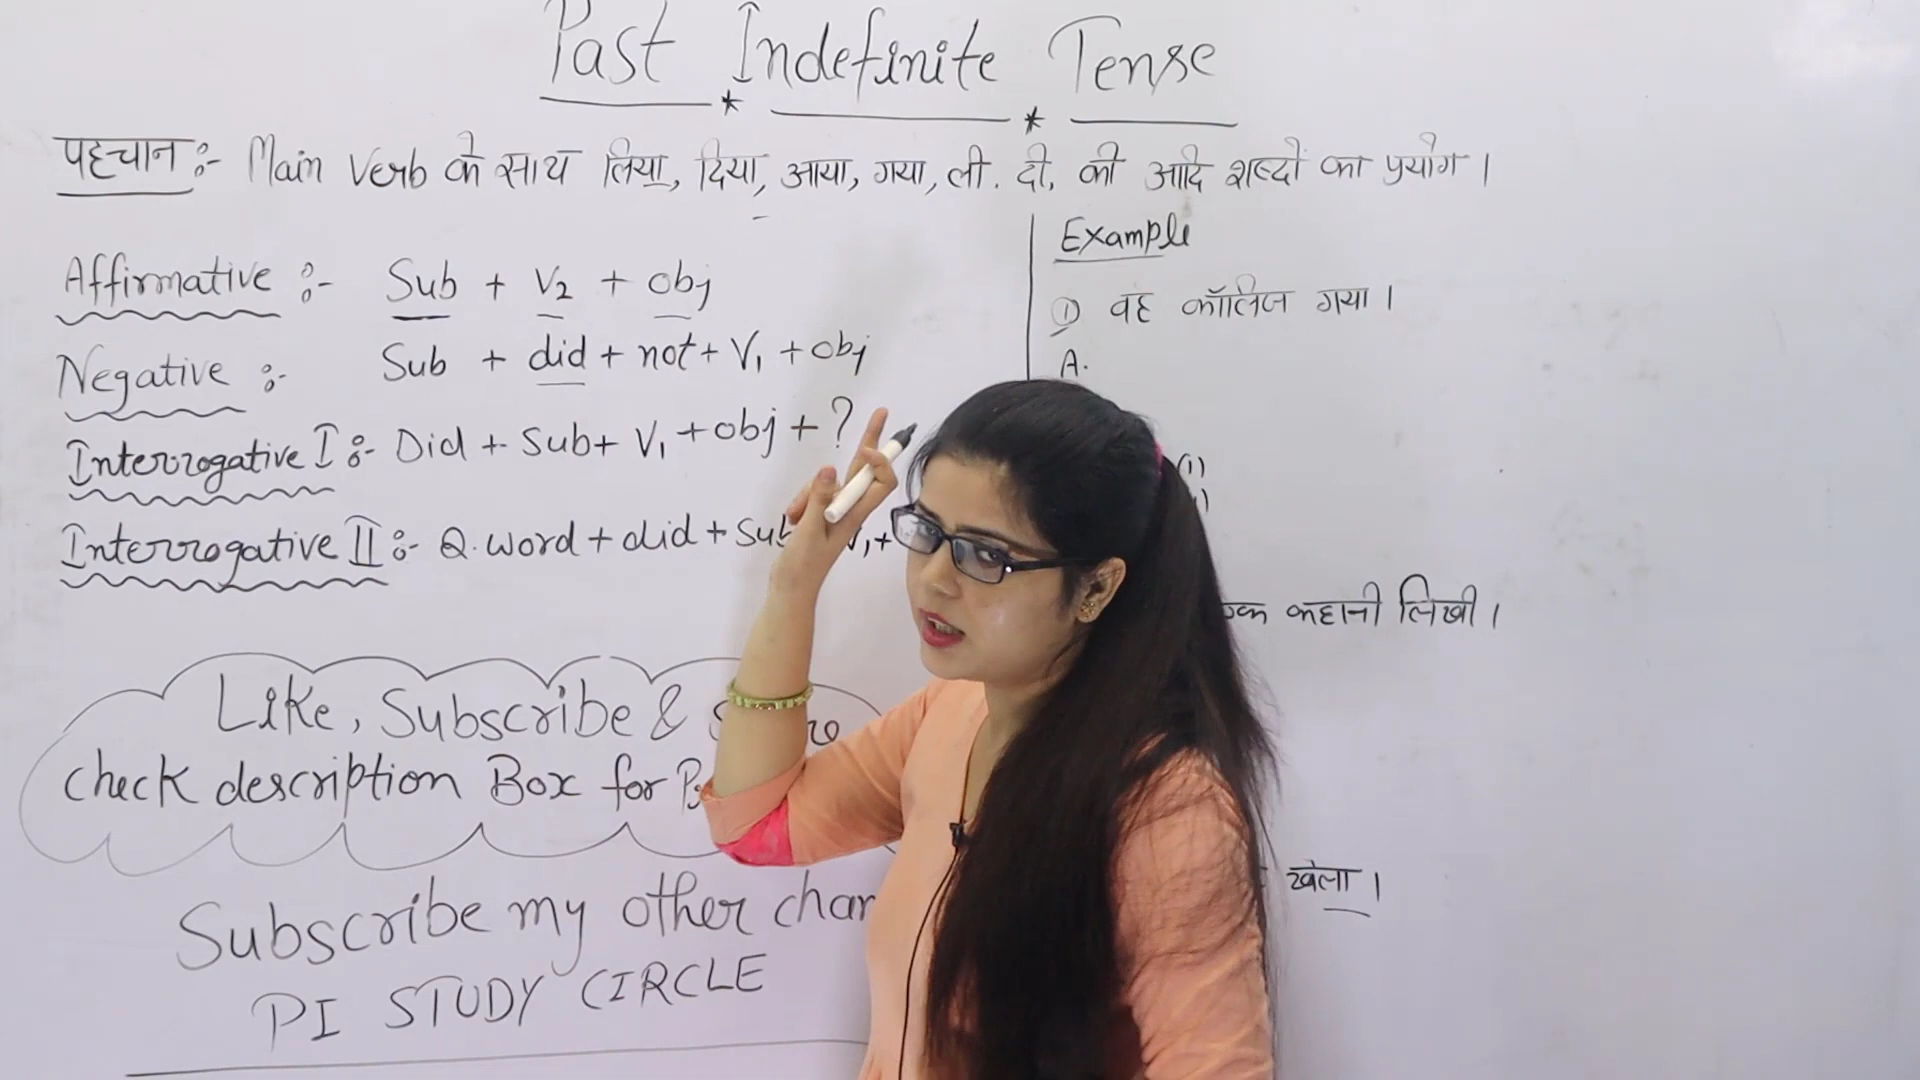 Past Indefinite Tense
पहचान :- Main Verb के साथ लिया, दिया, आया, गया, ली. दी, की आदि शब्दों का प्रयोग ।
Affirmative :- Sub + V2 + obj
Negative :- Sub + did + not + V1 + obj
Interrogative I :- Did + Sub + V1 + obj + ?
Interrogative II :- Q. word + did + Sub V1 +
Like, Subscribe &
check description Box for
Subscribe my other
PI STUDY CIRCLE
Example
① वह कॉलिज गया ।
A.
(i)
एक कहानी लिखी ।
खेला ।